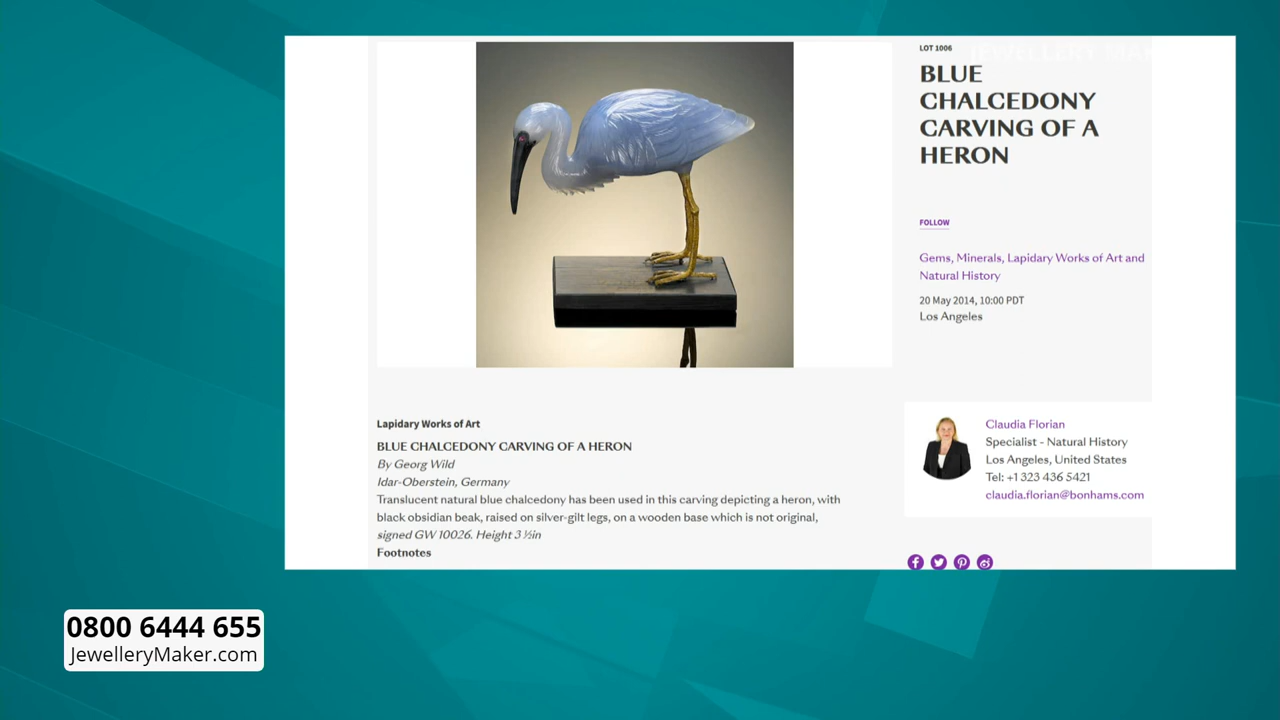 LOT 1006
JEWELLERY MA
BLUE
CHALCEDONY
CARVING OF A
HERON
FOLLOW
Gems, Minerals, Lapidary Works of Art and
Natural History
20 May 2014, 10:00 PDT
Los Angeles
Lapidary Works of Art
BLUE CHALCEDONY CARVING OF A HERON
By Georg Wild
Idar-Oberstein, Germany
Translucent natural blue chalcedony has been used in this carving depicting a heron, with
black obsidian beak, raised on silver-gilt legs, on a wooden base which is not original,
signed GW 10026. Height 3 ½in
Footnotes
Claudia Florian
Specialist - Natural History
Los Angeles, United States
Tel: +1 323 436 5421
claudia.florian@bonhams.com
0800 6444 655
JewelleryMaker.com